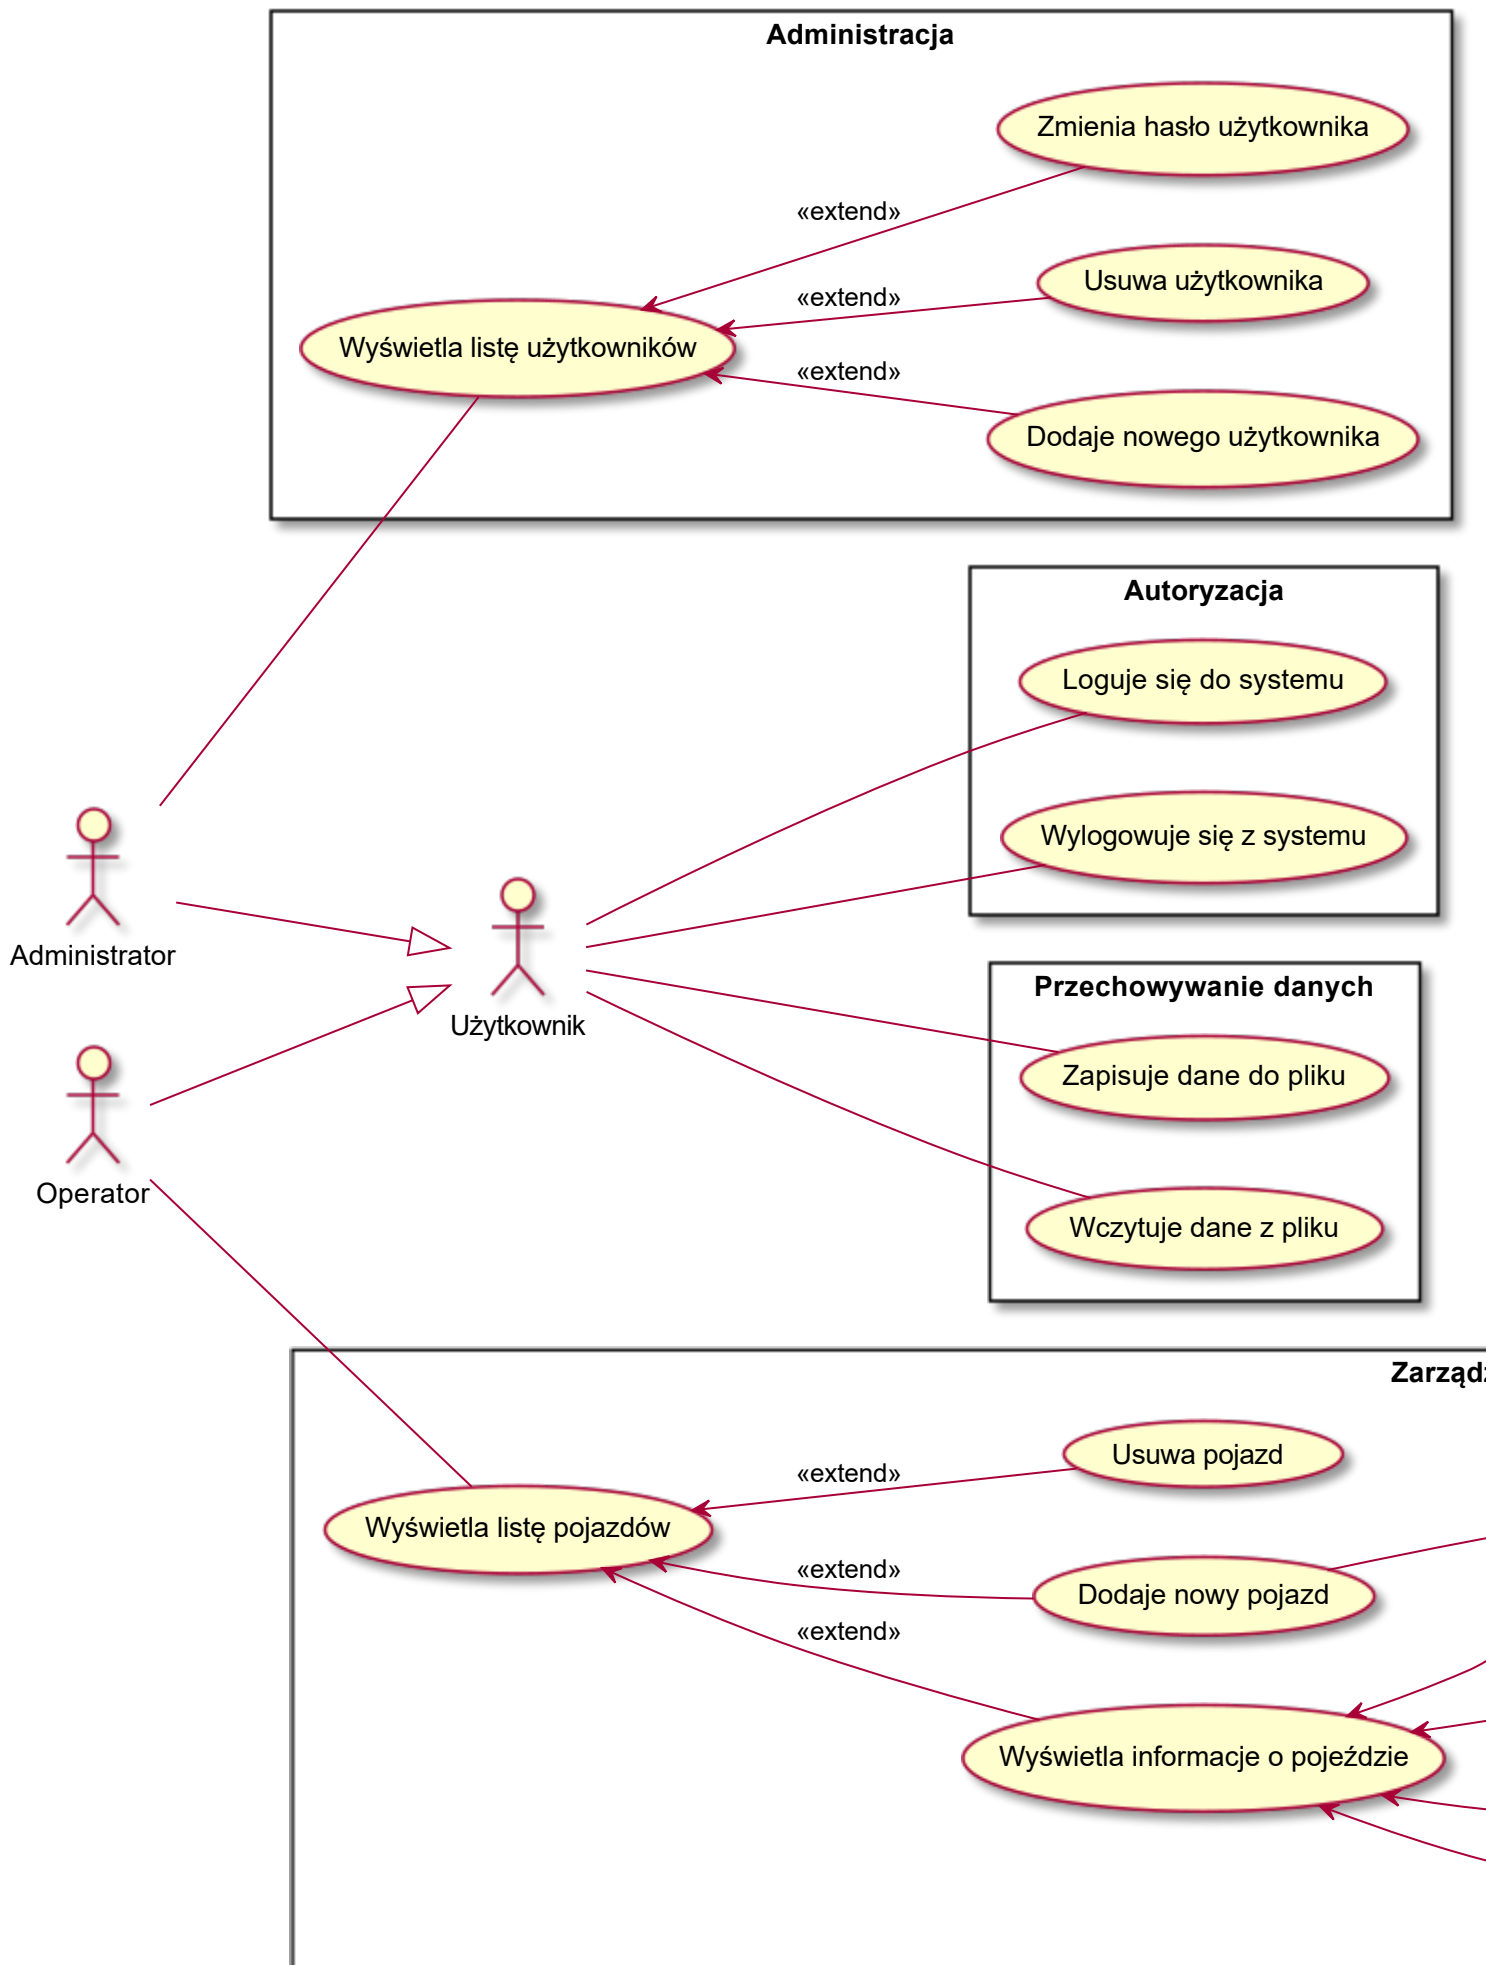 Administracja
Zmienia hasło użytkownika
«extend»
Usuwa użytkownika
«extend»
Wyświetla listę użytkowników
«extend»
Dodaje nowego użytkownika
Autoryzacja
Loguje się do systemu
Wylogowuje się z systemu
Administrator
Przechowywanie danych
Użytkownik
Zapisuje dane do pliku
Operator
Wczytuje dane z pliku
Usuwa pojazd
«extend»
Wyświetla listę pojazdów
«extend»
Dodaje nowy pojazd
«extend»
Wyświetla informacje o pojeździe